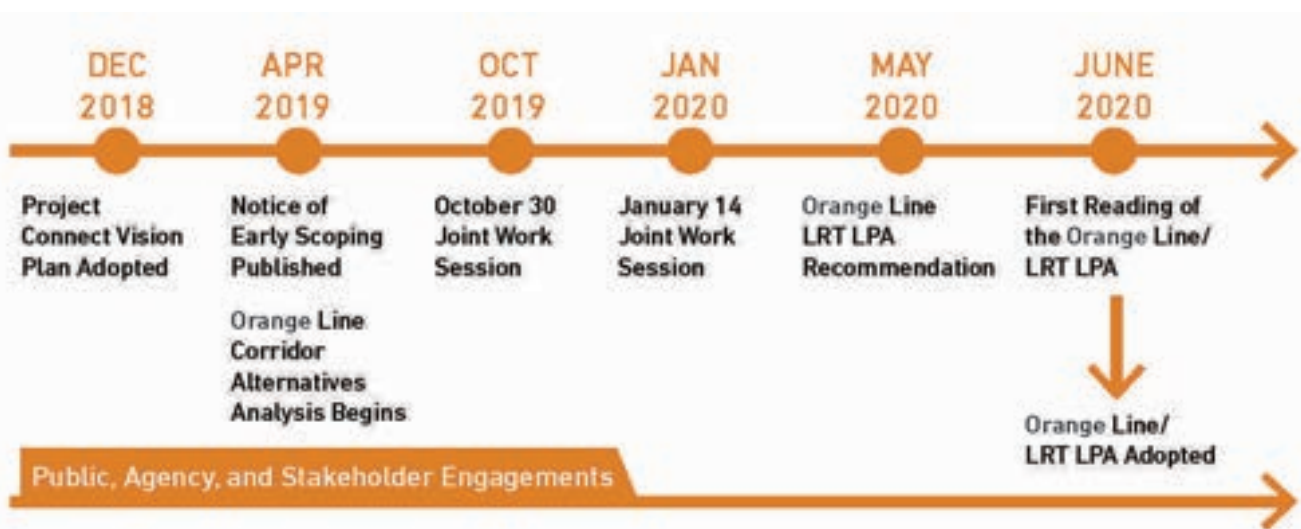 DEC
2018
APR
2019
OCT
2019
JAN
2020
MAY
2020
JUNE
2020
Project
Connect Vision
Plan Adopted
Notice of
Early Scoping
Published
Orange Line
Corridor
Alternatives
Analysis Begins
October 30
Joint Work
Session
January 14
Joint Work
Session
Orange Line
LRT LPA
Recommendation
First Reading of
the Orange Line/
LRT LPA
Orange Line/
LRT LPA Adopted
Public, Agency, and Stakeholder Engagements